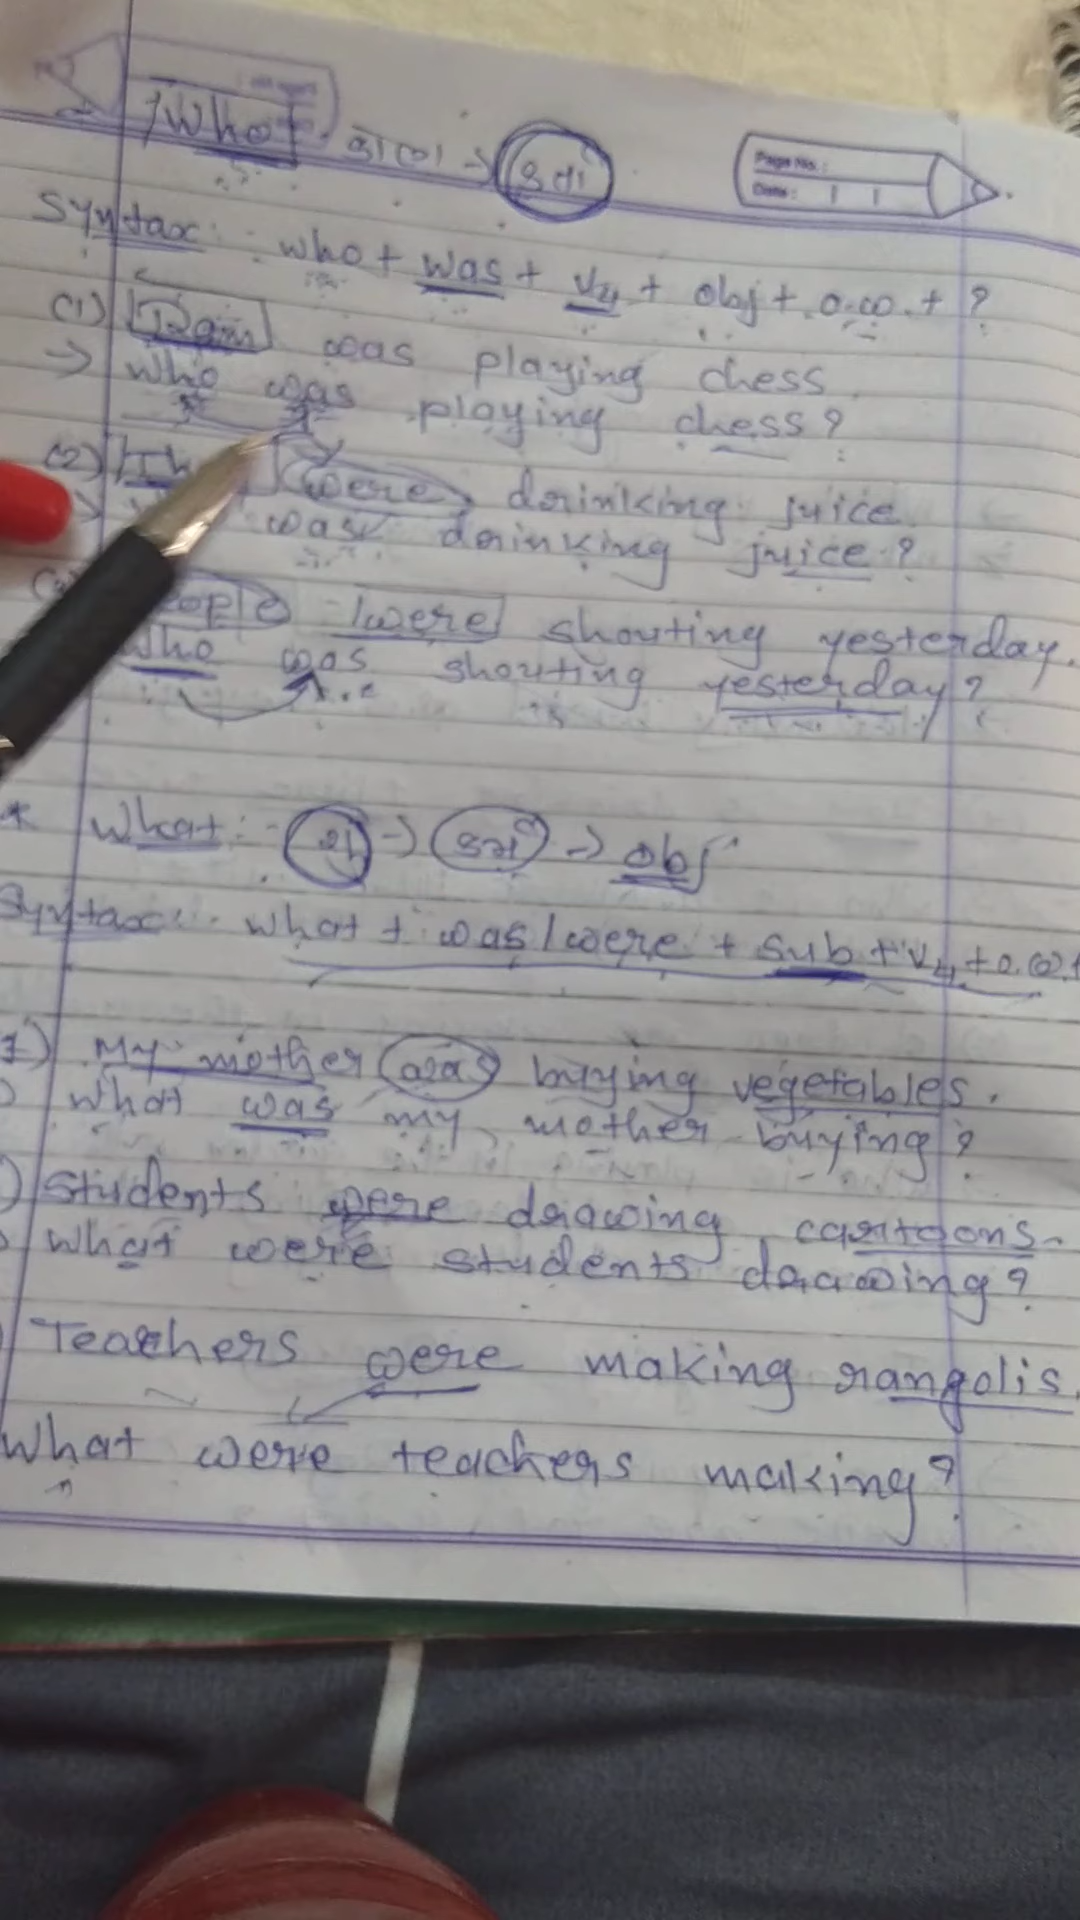 Who:
Page No.:
Date:
Syntax: who + was + V4 + obj + o.w. + ?
(1) Ram was playing chess
→ who was playing chess?
(2) were drinking juice
was drinking juice?
were shouting yesterday.
who was shouting yesterday?
* What: → → obj
Syntax: what + was/were + sub + V4 + o.w. +
1) My mother was buying vegetables.
what was my mother buying?
) Students were drawing cartoons.
what were students drawing?
Teachers were making rangolis.
What were teachers making?